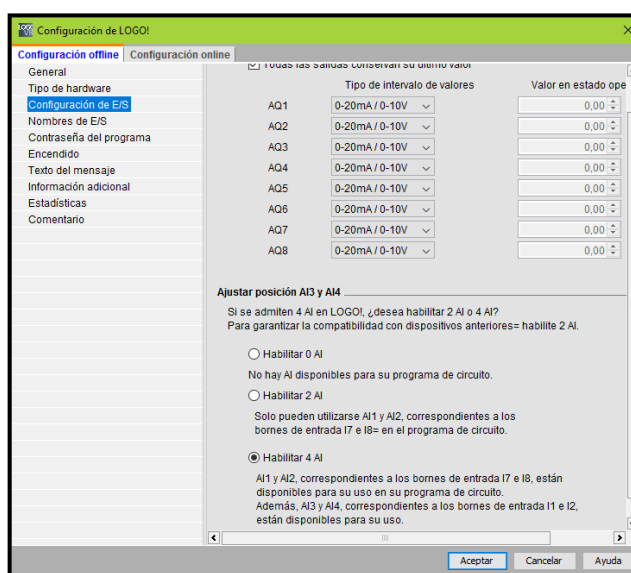 Configuración de LOGO!
Configuración offline Configuración online
General
Tipo de hardware
Configuración de E/S
Nombres de E/S
Contraseña del programa
Encendido
Texto del mensaje
Información adicional
Estadísticas
Comentario
Todas las salidas conservan su último valor
Tipo de intervalo de valores Valor en estado ope
AQ1 0-20mA / 0-10V 0,00
AQ2 0-20mA / 0-10V 0,00
AQ3 0-20mA / 0-10V 0,00
AQ4 0-20mA / 0-10V 0,00
AQ5 0-20mA / 0-10V 0,00
AQ6 0-20mA / 0-10V 0,00
AQ7 0-20mA / 0-10V 0,00
AQ8 0-20mA / 0-10V 0,00
Ajustar posición AI3 y AI4
Si se admiten 4 AI en LOGO!, ¿desea habilitar 2 AI o 4 AI?
Para garantizar la compatibilidad con dispositivos anteriores= habilite 2 AI.
Habilitar 0 AI
No hay AI disponibles para su programa de circuito.
Habilitar 2 AI
Solo pueden utilizarse AI1 y AI2, correspondientes a los
bornes de entrada I7 e I8= en el programa de circuito.
Habilitar 4 AI
AI1 y AI2, correspondientes a los bornes de entrada I7 e I8, están
disponibles para su uso en su programa de circuito.
Además, AI3 y AI4, correspondientes a los bornes de entrada I1 e I2,
están disponibles para su uso.
Aceptar Cancelar Ayuda